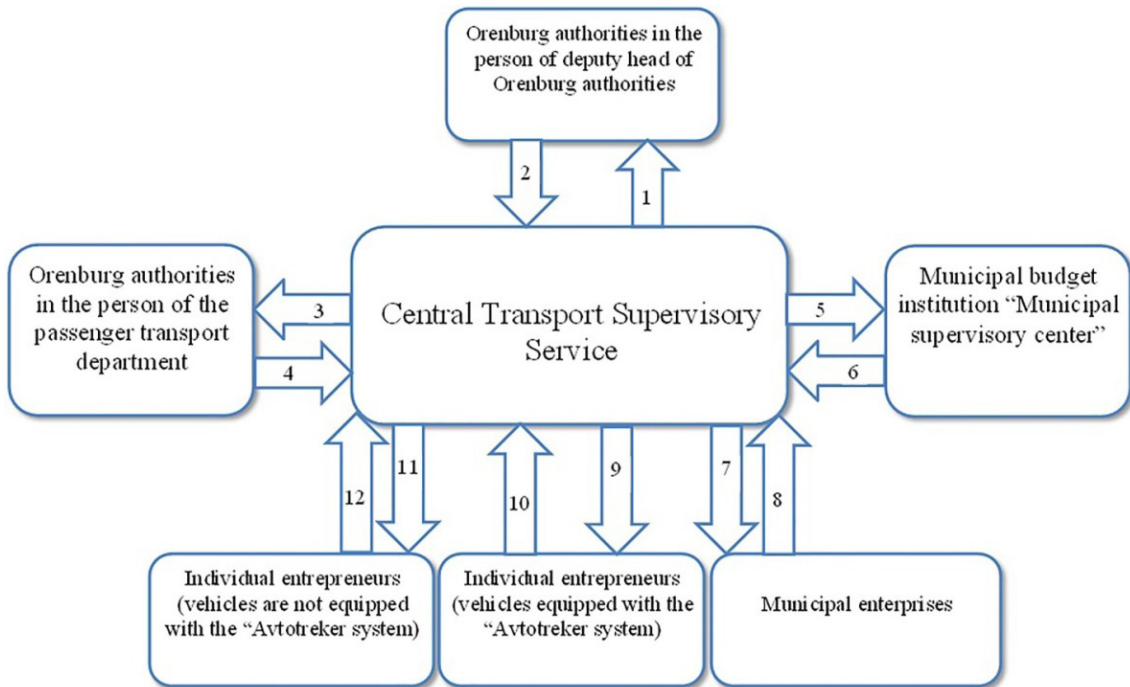 Orenburg authorities in the
person of deputy head of
Orenburg authorities
2
1
Orenburg authorities
in the person of the
passenger transport
department
3
4
Central Transport Supervisory
Service
5
6
Municipal budget
institution “Municipal
supervisory center”
12
11
10
9
7
8
Individual entrepreneurs
(vehicles are not equipped
with the “Avtotreker system)
Individual entrepreneurs
(vehicles equipped with the
“Avtotreker system)
Municipal enterprises